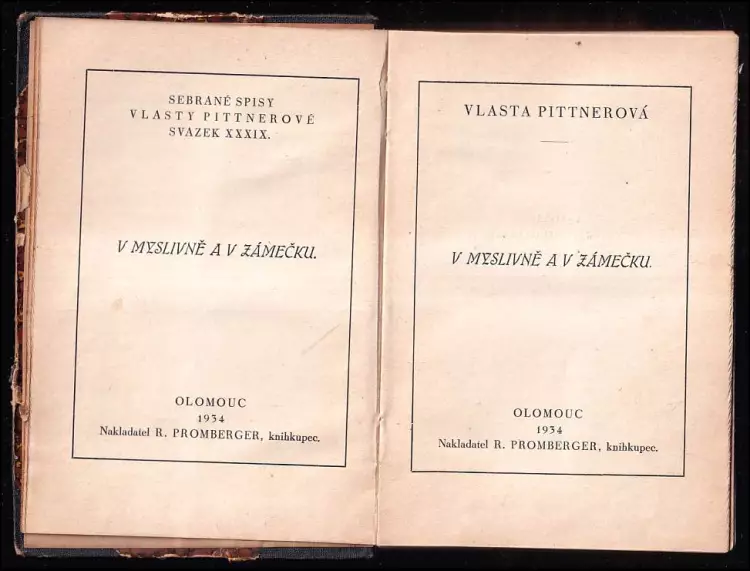 SEBRANÉ SPISY
VLASTY PITTNEROVÉ
SVAZEK XXXIX.
V MYSLIVNĚ A V ZÁMEČKU.
OLOMOUC
1934
Nakladatel R. PROMBERGER, knihkupec.
VLASTA PITTNEROVÁ
V MYSLIVNĚ A V ZÁMEČKU.
OLOMOUC
1934
Nakladatel R. PROMBERGER, knihkupec.